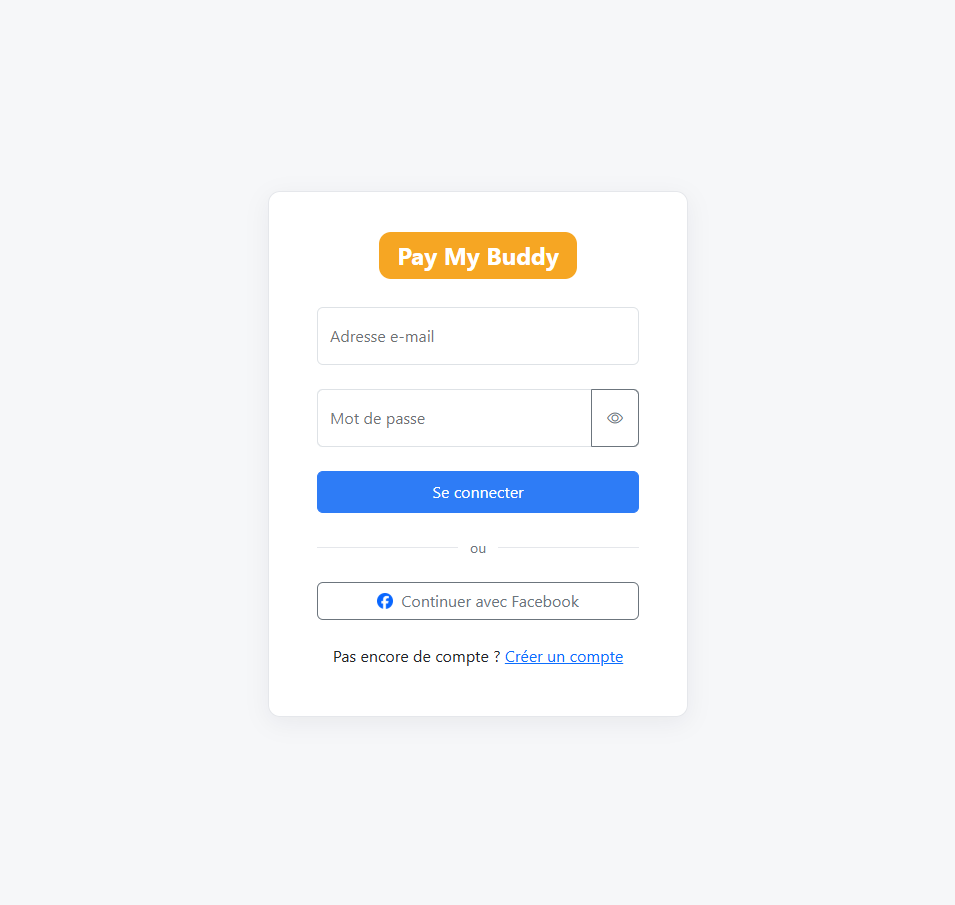 Pay My Buddy
Adresse e-mail
Mot de passe
Se connecter
ou
Continuer avec Facebook
Pas encore de compte ? Créer un compte